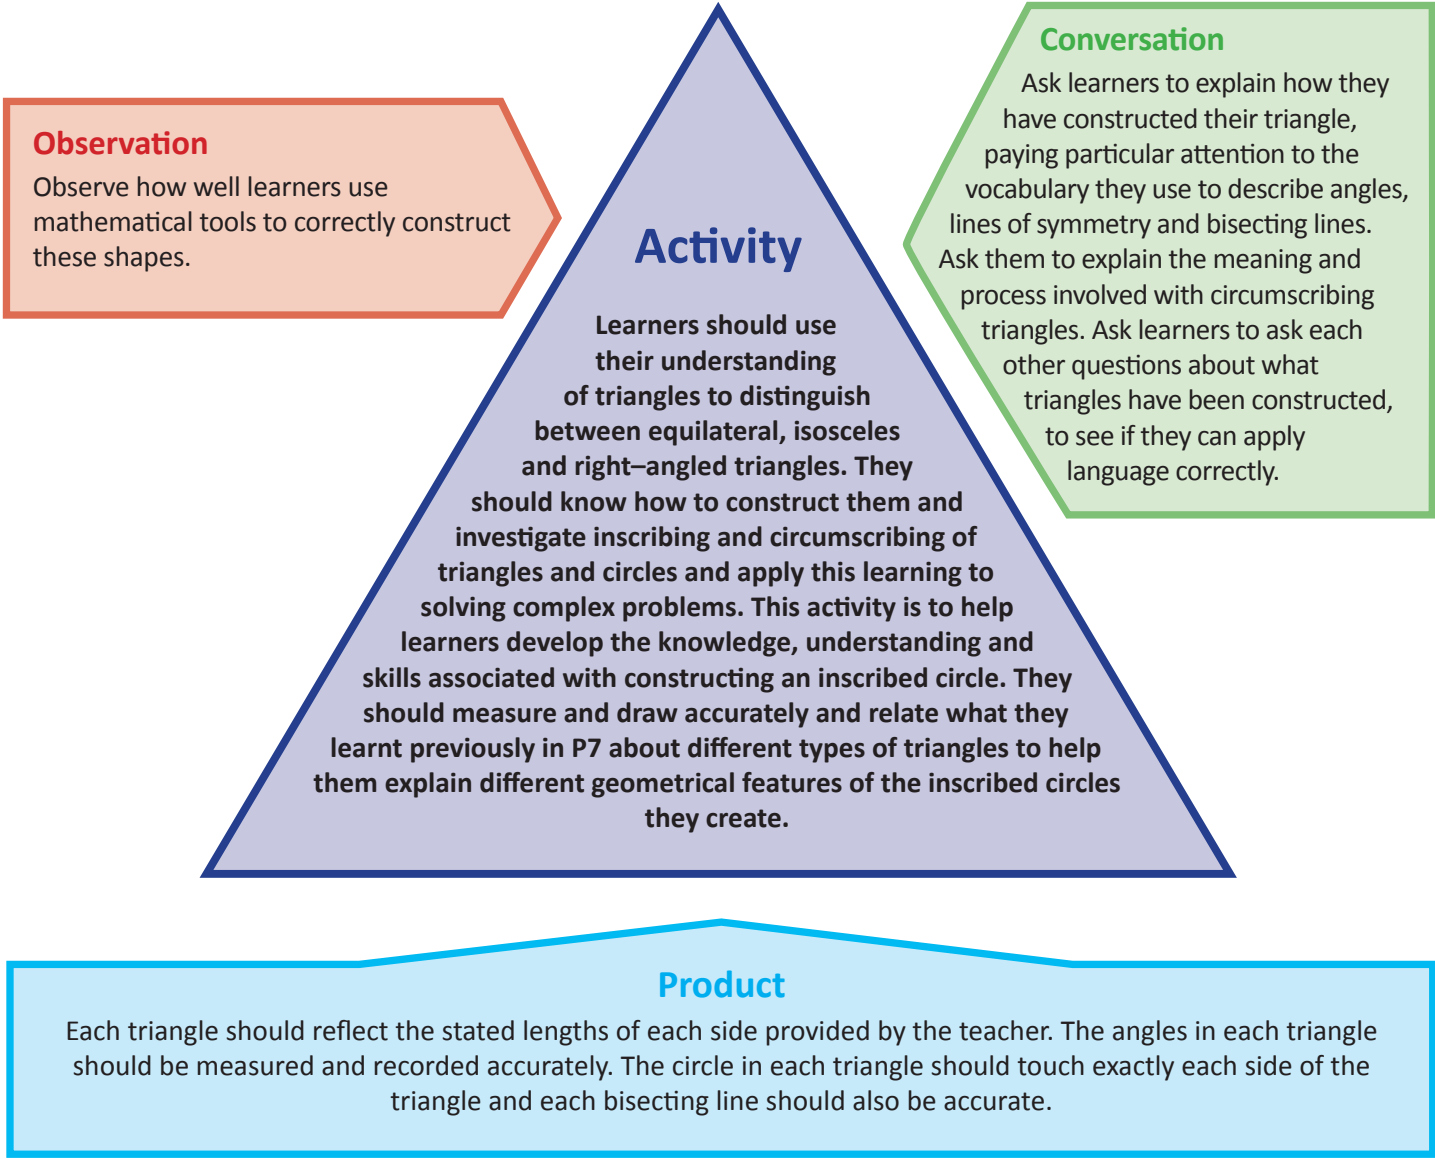 Observation
Observe how well learners use
mathematical tools to correctly construct
these shapes.
Conversation
Ask learners to explain how they
have constructed their triangle,
paying particular attention to the
vocabulary they use to describe angles,
lines of symmetry and bisecting lines.
Ask them to explain the meaning and
process involved with circumscribing
triangles. Ask learners to ask each
other questions about what
triangles have been constructed,
to see if they can apply
language correctly.
Activity
Learners should use
their understanding
of triangles to distinguish
between equilateral, isosceles
and right–angled triangles. They
should know how to construct them and
investigate inscribing and circumscribing of
triangles and circles and apply this learning to
solving complex problems. This activity is to help
learners develop the knowledge, understanding and
skills associated with constructing an inscribed circle. They
should measure and draw accurately and relate what they
learnt previously in P7 about different types of triangles to help
them explain different geometrical features of the inscribed circles
they create.
Product
Each triangle should reflect the stated lengths of each side provided by the teacher. The angles in each triangle
should be measured and recorded accurately. The circle in each triangle should touch exactly each side of the
triangle and each bisecting line should also be accurate.